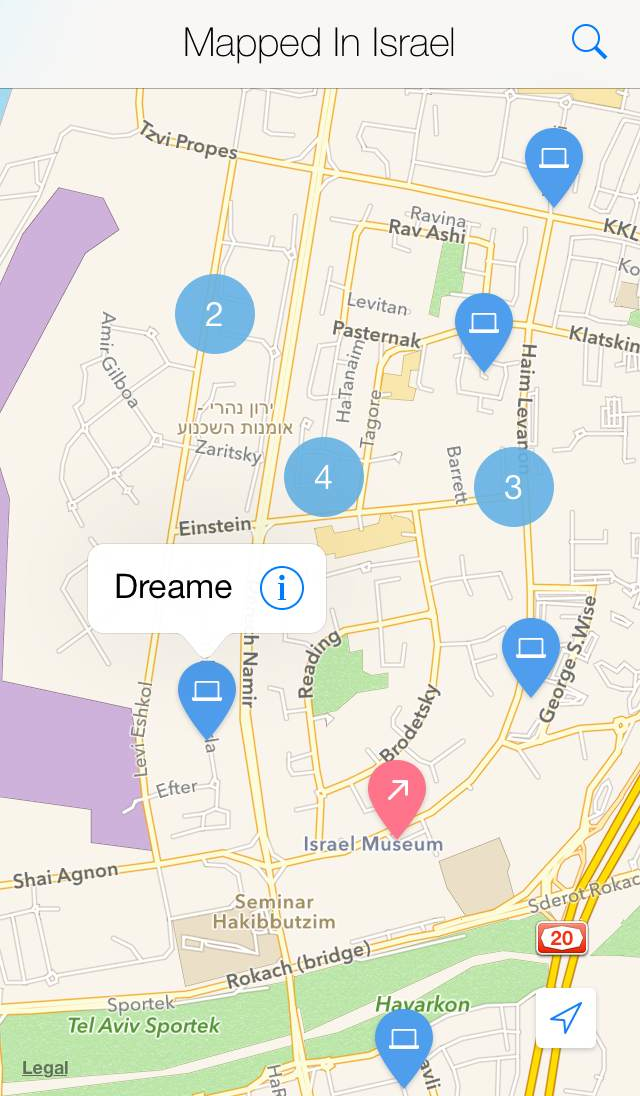 Mapped In Israel
Tzvi Propes
Ravina
Rav Ashi
KKL
Ko
2
Levitan
Pasternak
Klatskin
Amir Gilboa
HaTanaim
Tagore
Haim Levanon
ירון נהרי -
אומנות השכנוע
Zaritsky
4
Barrett
3
Einstein
Dreame
i
Namir
Reading
George S.Wise
Levi Eshkol
Brodetsky
Efter
Israel Museum
Shai Agnon
Seminar
Hakibbutzim
Sderot Rokac
20
Rokach (bridge)
Sportek
Tel Aviv Sportek
Havarkon
Legal